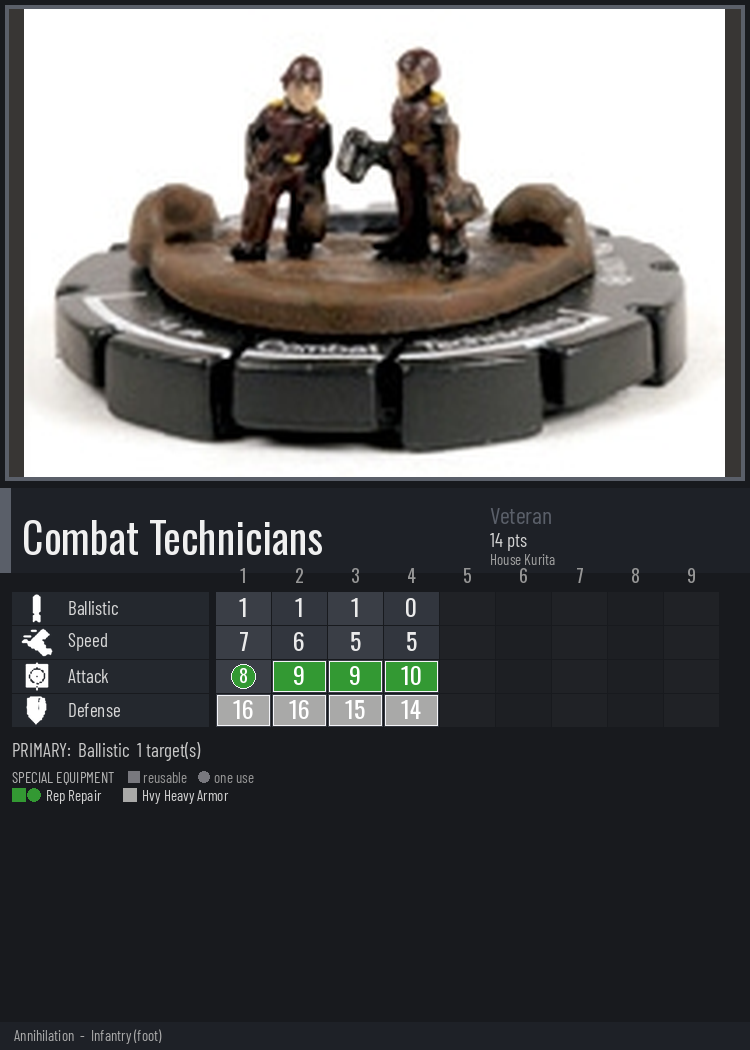 Combat Technicians
Combat Technicians
Veteran
14 pts
House Kurita
1 2 3 4 5 6 7 8 9
Ballistic 1 1 1 0
Speed 7 6 5 5
Attack 8 9 9 10
Defense 16 16 15 14
PRIMARY: Ballistic 1 target(s)
SPECIAL EQUIPMENT reusable one use
Rep Repair Hvy Heavy Armor
Annihilation - Infantry (foot)